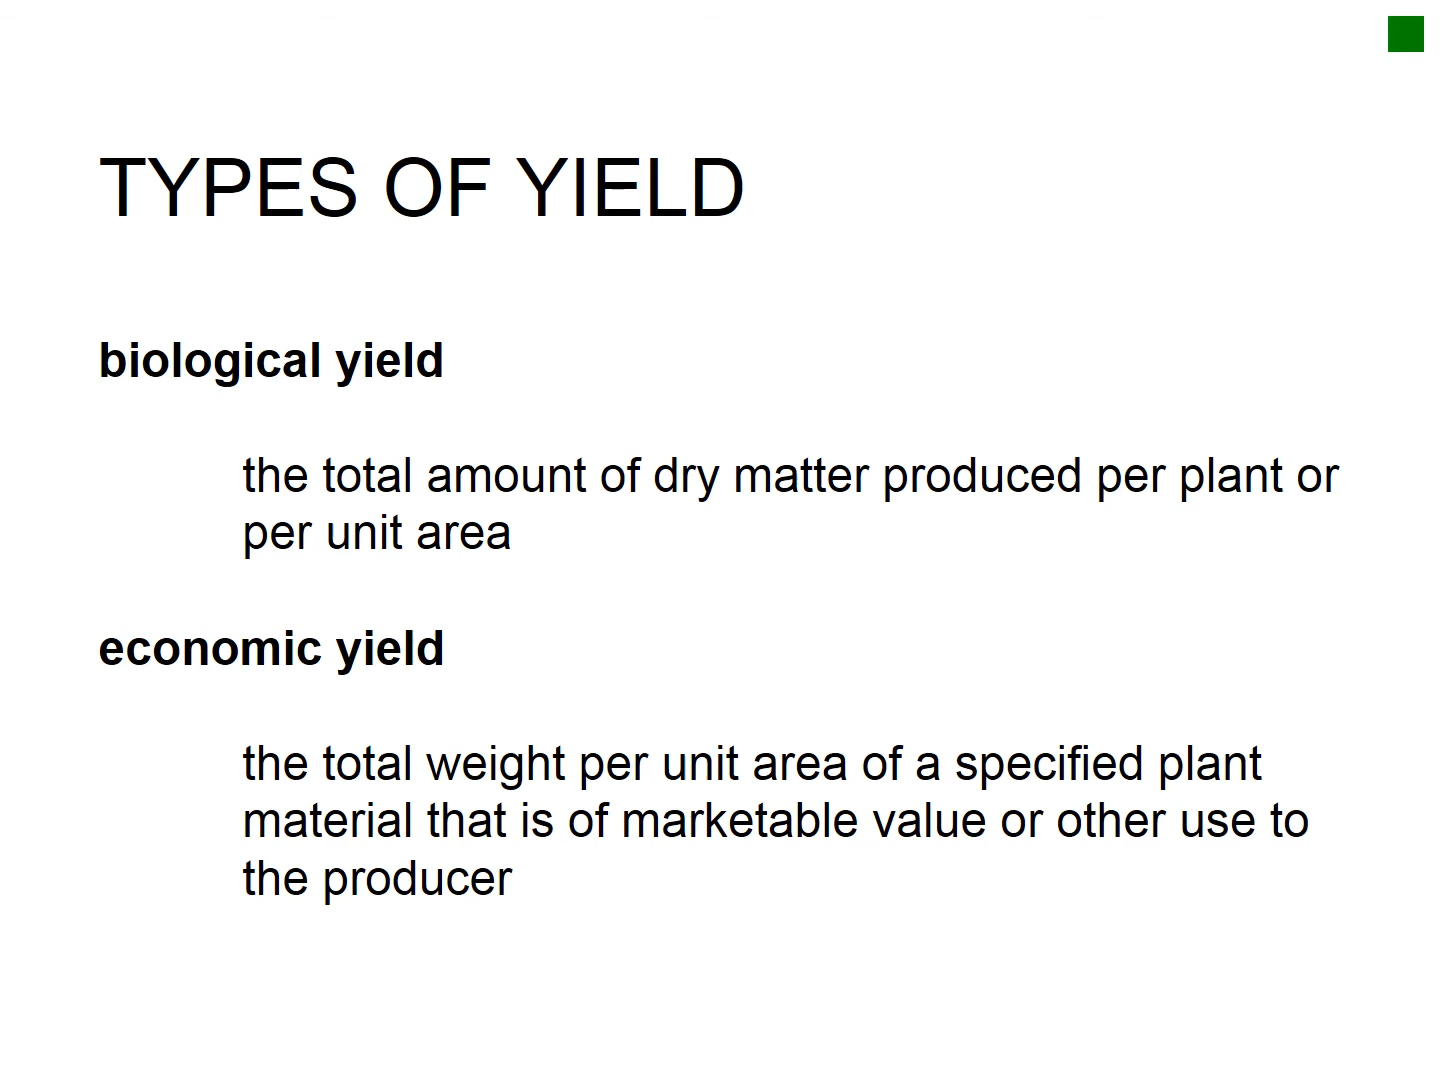 TYPES OF YIELD
biological yield
the total amount of dry matter produced per plant or
per unit area
economic yield
the total weight per unit area of a specified plant
material that is of marketable value or other use to
the producer